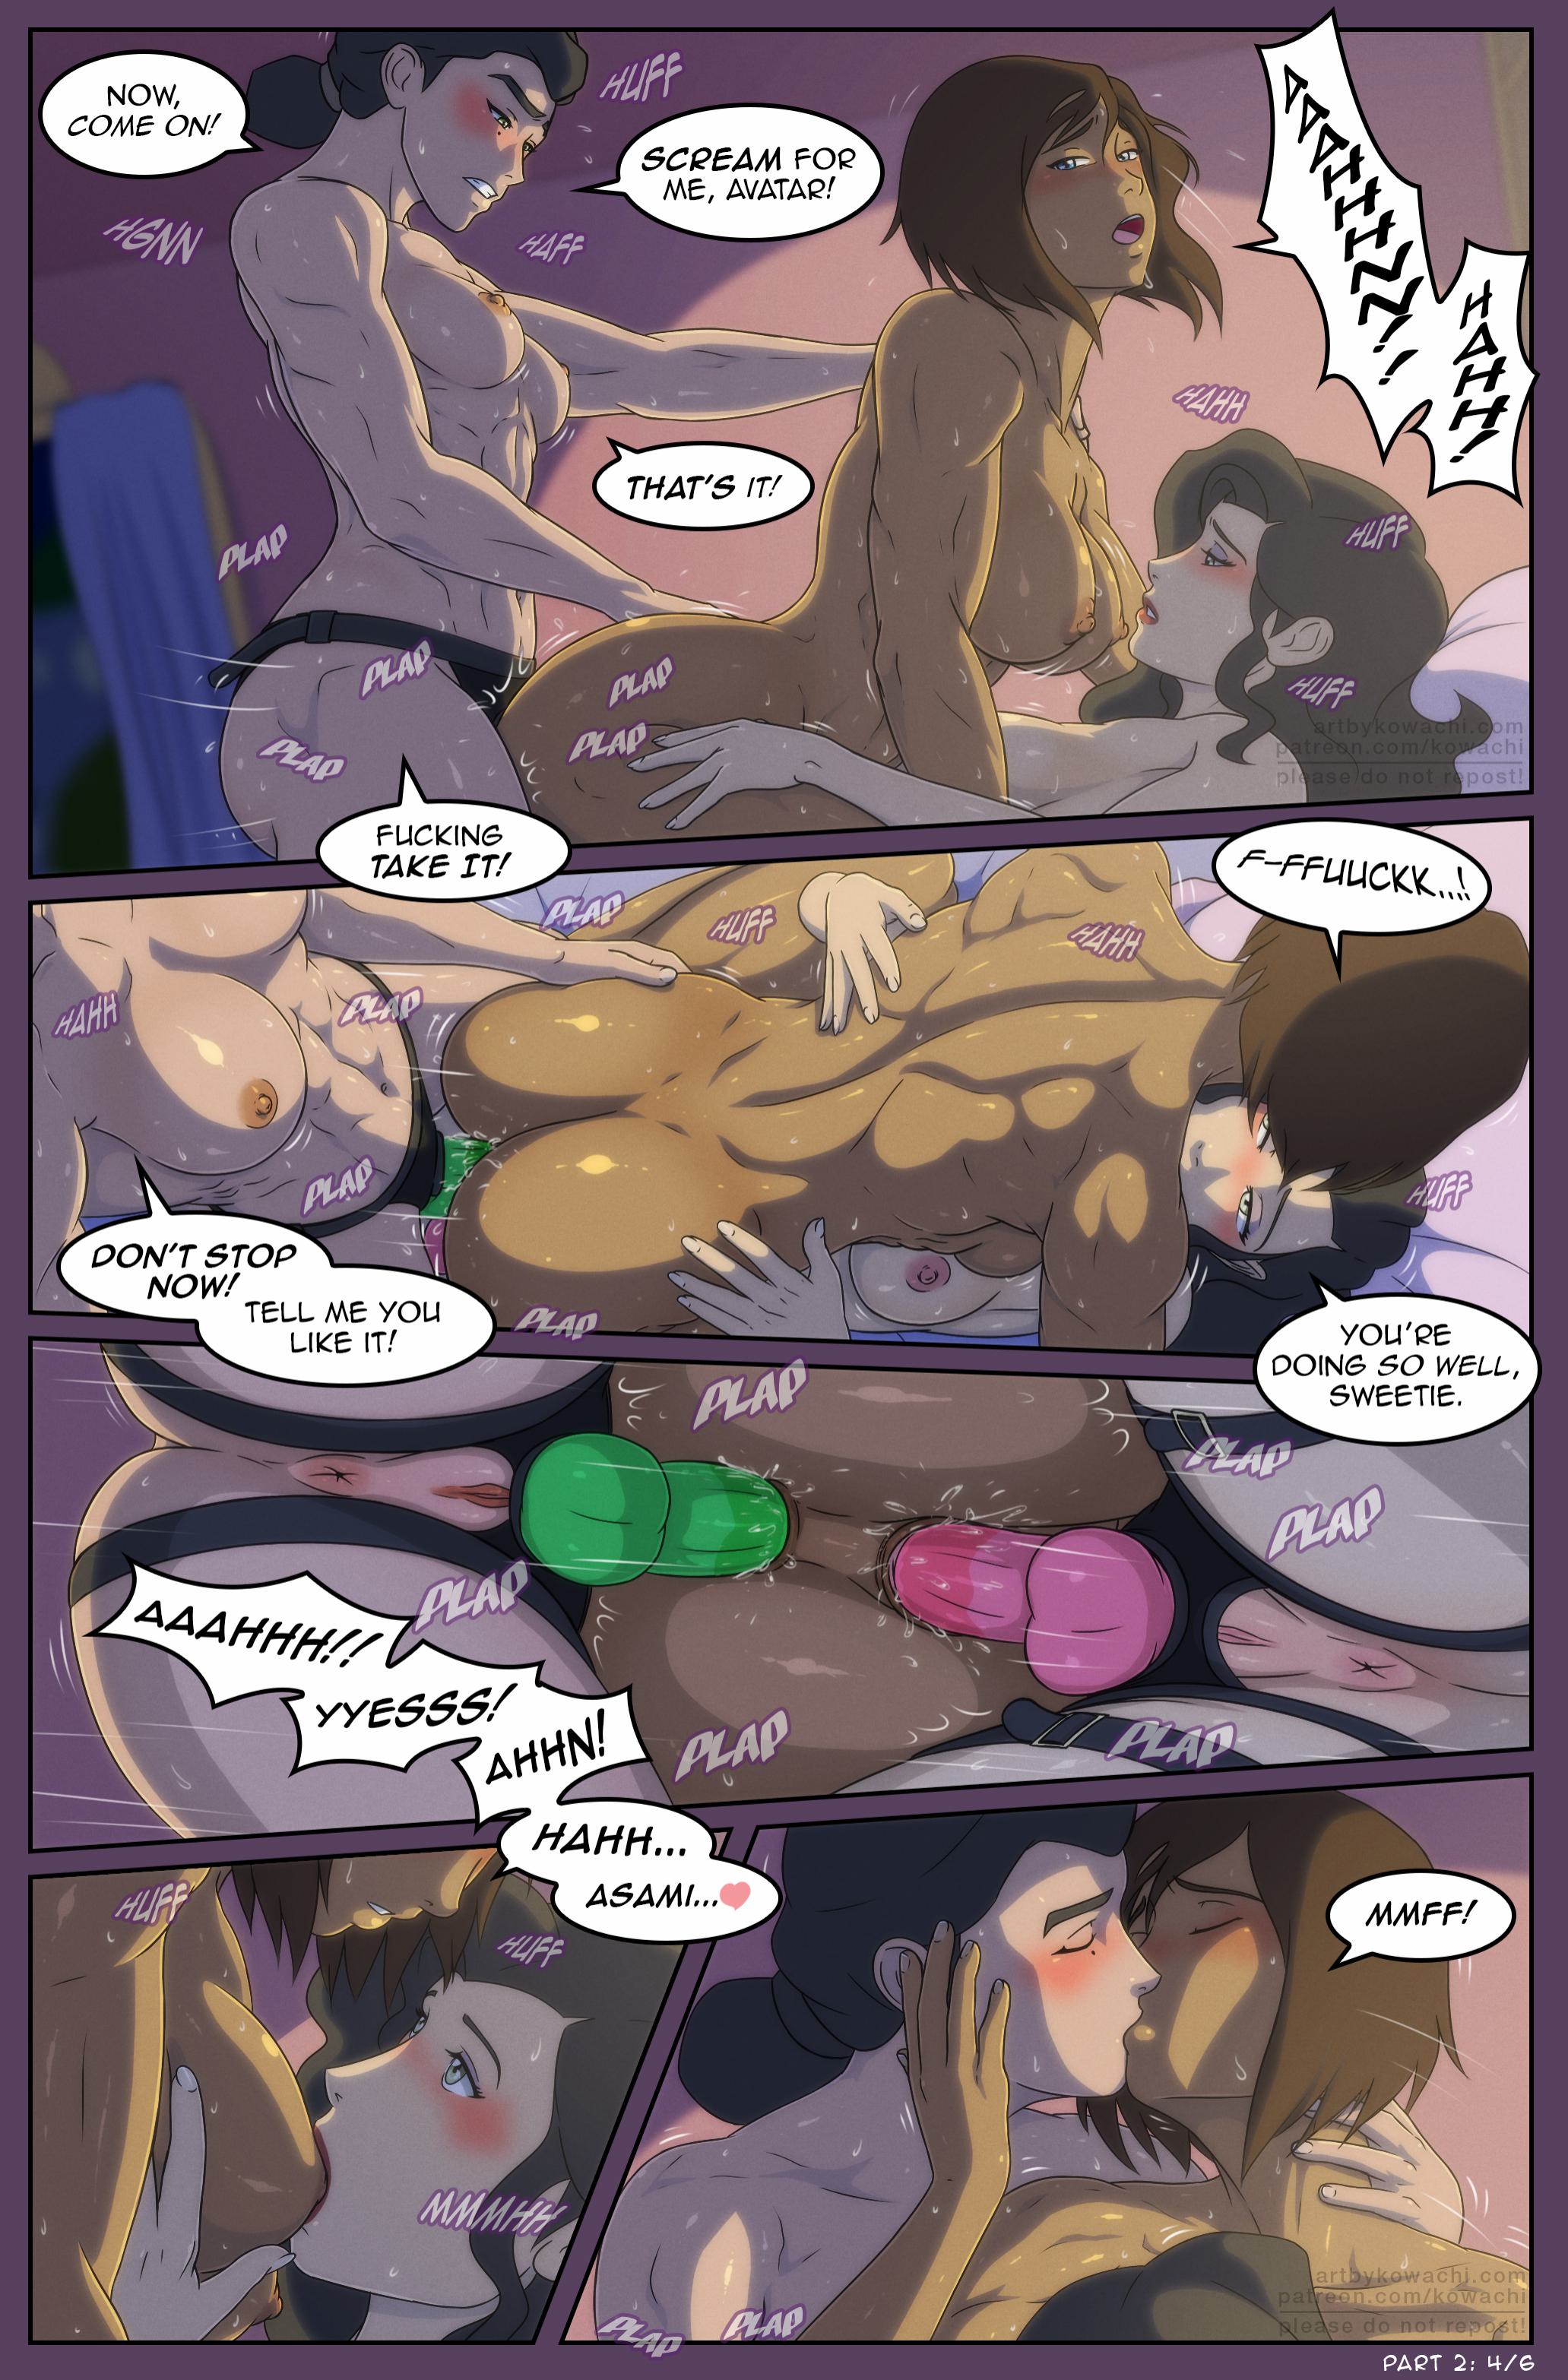 NOW,
COME ON!
HUFF
SCREAM FOR
ME, AVATAR!
AAAHHHNN!!
HAHH!
HGNN
HAFF
HAHH
THAT'S IT!
HUFF
PLAP
PLAP
PLAP
HUFF
PLAP
PLAP
artbykowachi.com
patreon.com/kowachi
please do not repost!
FUCKING
TAKE IT!
F-FFUUCKK...!
PLAP
HUFF
HAHH
HAHH
PLAP
PLAP
HUFF
DON'T STOP
NOW!
TELL ME YOU
LIKE IT!
PLAP
YOU'RE
DOING SO WELL,
SWEETIE.
PLAP
PLAP
PLAP
PLAP
AAAHHH!!
YYESSS!
AHHN!
PLAP
PLAP
HAHH...
ASAMI...
HUFF
HUFF
MMMHH
MMFF!
PLAP
PLAP
artbykowachi.com
patreon.com/kowachi
please do not repost!
PART 2: 4/6